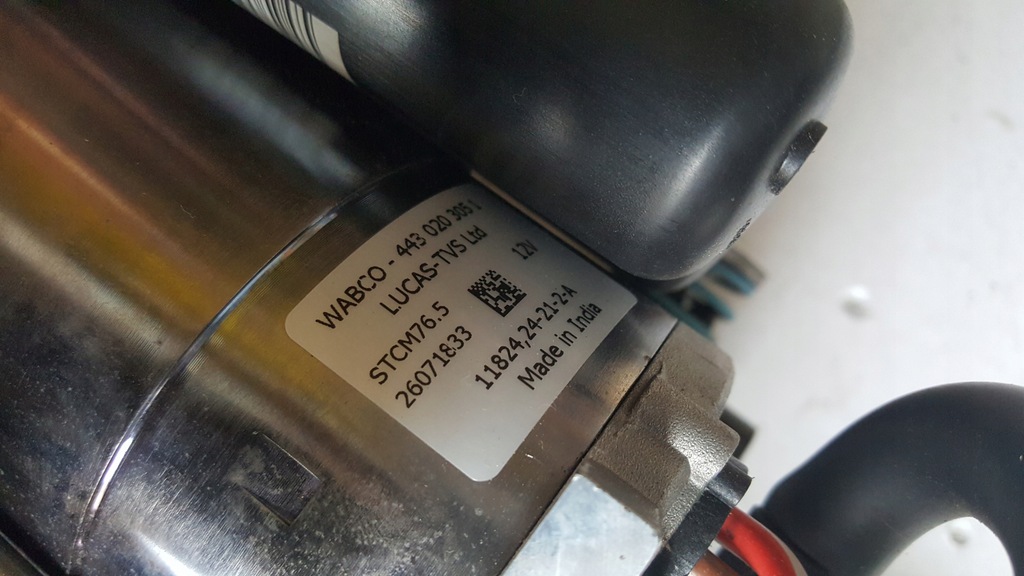 WABCO - 443 020 305 1
LUCAS-TVS Ltd
STCM76.5 12V
26071833
11824,24-21-2-A
Made in India